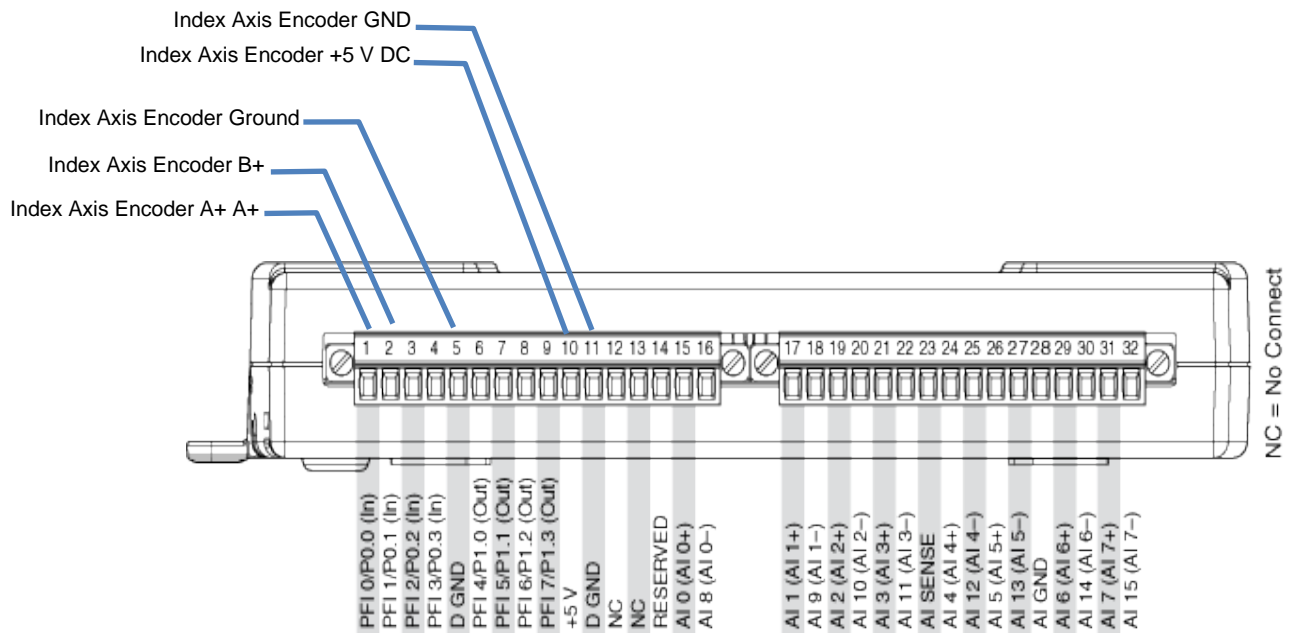 Index Axis Encoder GND
Index Axis Encoder +5 V DC
Index Axis Encoder Ground
Index Axis Encoder B+
Index Axis Encoder A+ A+
1 2 3 4 5 6 7 8 9 10 11 12 13 14 15 16
17 18 19 20 21 22 23 24 25 26 27 28 29 30 31 32
NC = No Connect
PFI 0/P0.0 (In)
PFI 1/P0.1 (In)
PFI 2/P0.2 (In)
PFI 3/P0.3 (In)
D GND
PFI 4/P1.0 (Out)
PFI 5/P1.1 (Out)
PFI 6/P1.2 (Out)
PFI 7/P1.3 (Out)
+5 V
D GND
NC
NC
RESERVED
AI 0 (AI 0+)
AI 8 (AI 0–)
AI 1 (AI 1+)
AI 9 (AI 1–)
AI 2 (AI 2+)
AI 10 (AI 2–)
AI 3 (AI 3+)
AI 11 (AI 3–)
AI SENSE
AI 4 (AI 4+)
AI 12 (AI 4–)
AI 5 (AI 5+)
AI 13 (AI 5–)
AI GND
AI 6 (AI 6+)
AI 14 (AI 6–)
AI 7 (AI 7+)
AI 15 (AI 7–)